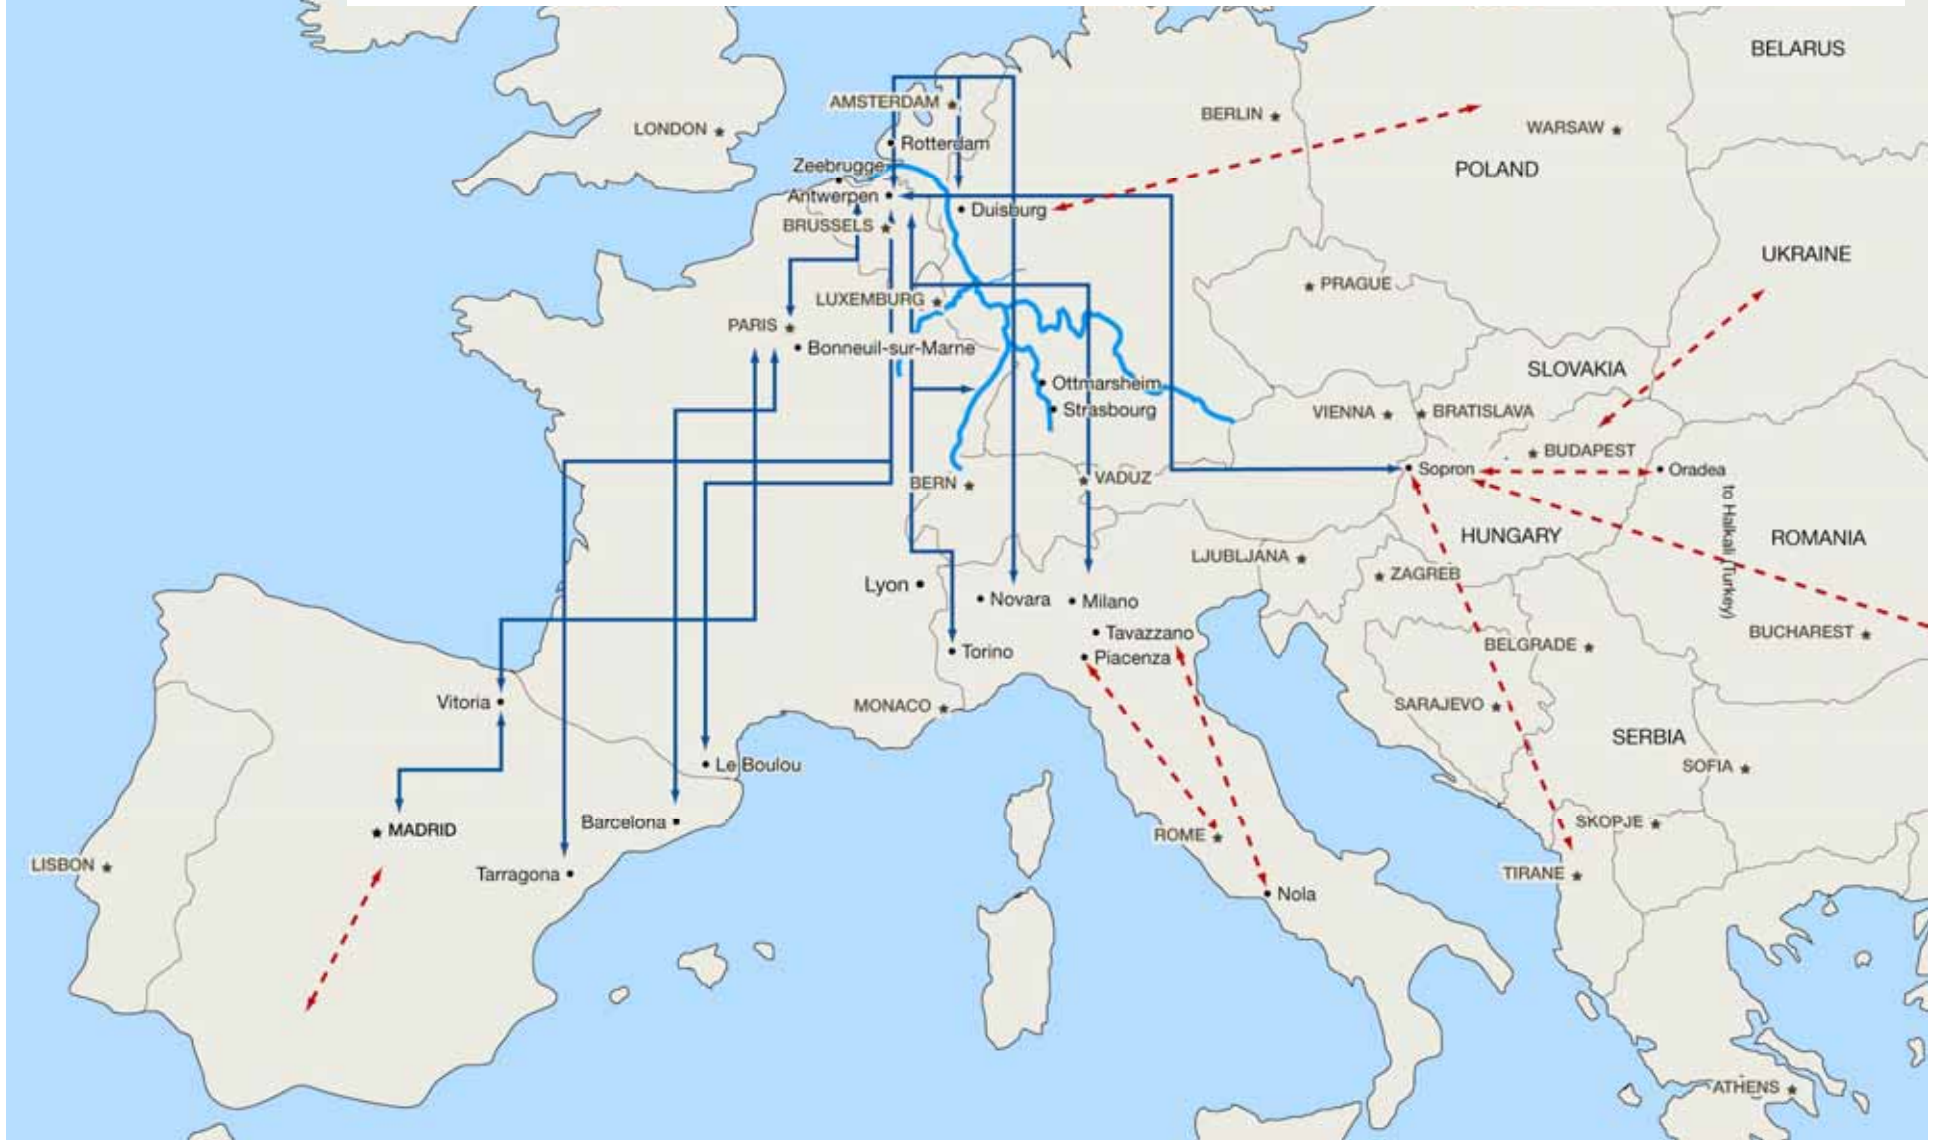 BELARUS
AMSTERDAM
BERLIN
LONDON
WARSAW
Rotterdam
Zeebrugge
POLAND
Antwerpen
Duisburg
BRUSSELS
UKRAINE
PRAGUE
LUXEMBURG
PARIS
Bonneuil-sur-Marne
SLOVAKIA
Ottmarsheim
Strasbourg
VIENNA
BRATISLAVA
BUDAPEST
Sopron
Oradea
BERN
VADUZ
to Halkali (Turkey)
HUNGARY
ROMANIA
LJUBLJANA
ZAGREB
Lyon
Novara
Milano
Tavazzano
BUCHAREST
BELGRADE
Torino
Piacenza
Vitoria
MONACO
SARAJEVO
SERBIA
Le Boulou
SOFIA
Barcelona
SKOPJE
MADRID
ROME
LISBON
Tarragona
TIRANE
Nola
ATHENS